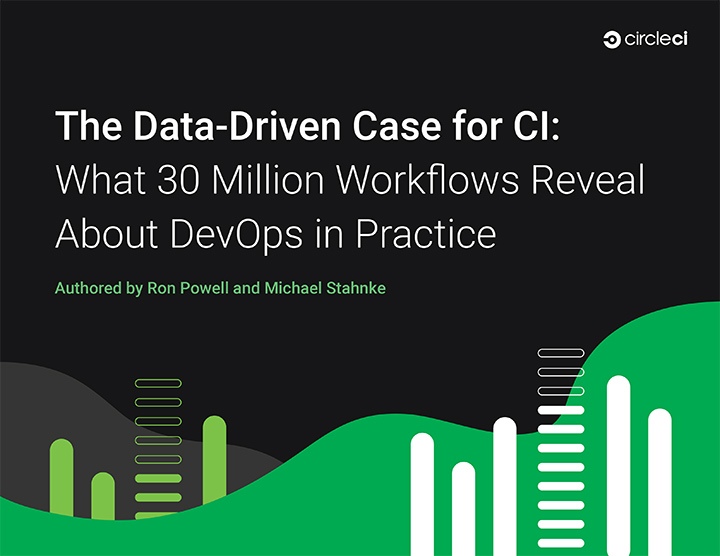 circleci
The Data-Driven Case for CI:
What 30 Million Workflows Reveal
About DevOps in Practice
Authored by Ron Powell and Michael Stahnke